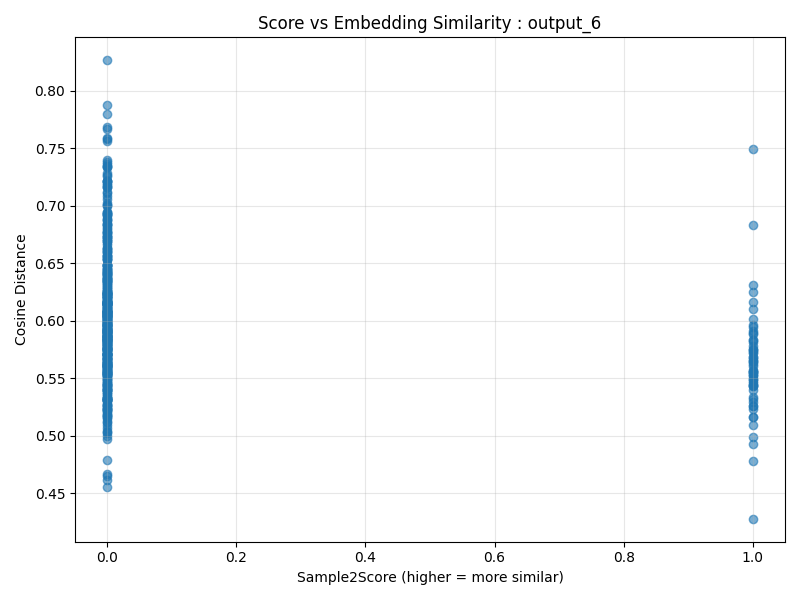 Score vs Embedding Similarity : output_6
Cosine Distance
0.80
0.75
0.70
0.65
0.60
0.55
0.50
0.45
0.0 0.2 0.4 0.6 0.8 1.0
Sample2Score (higher = more similar)